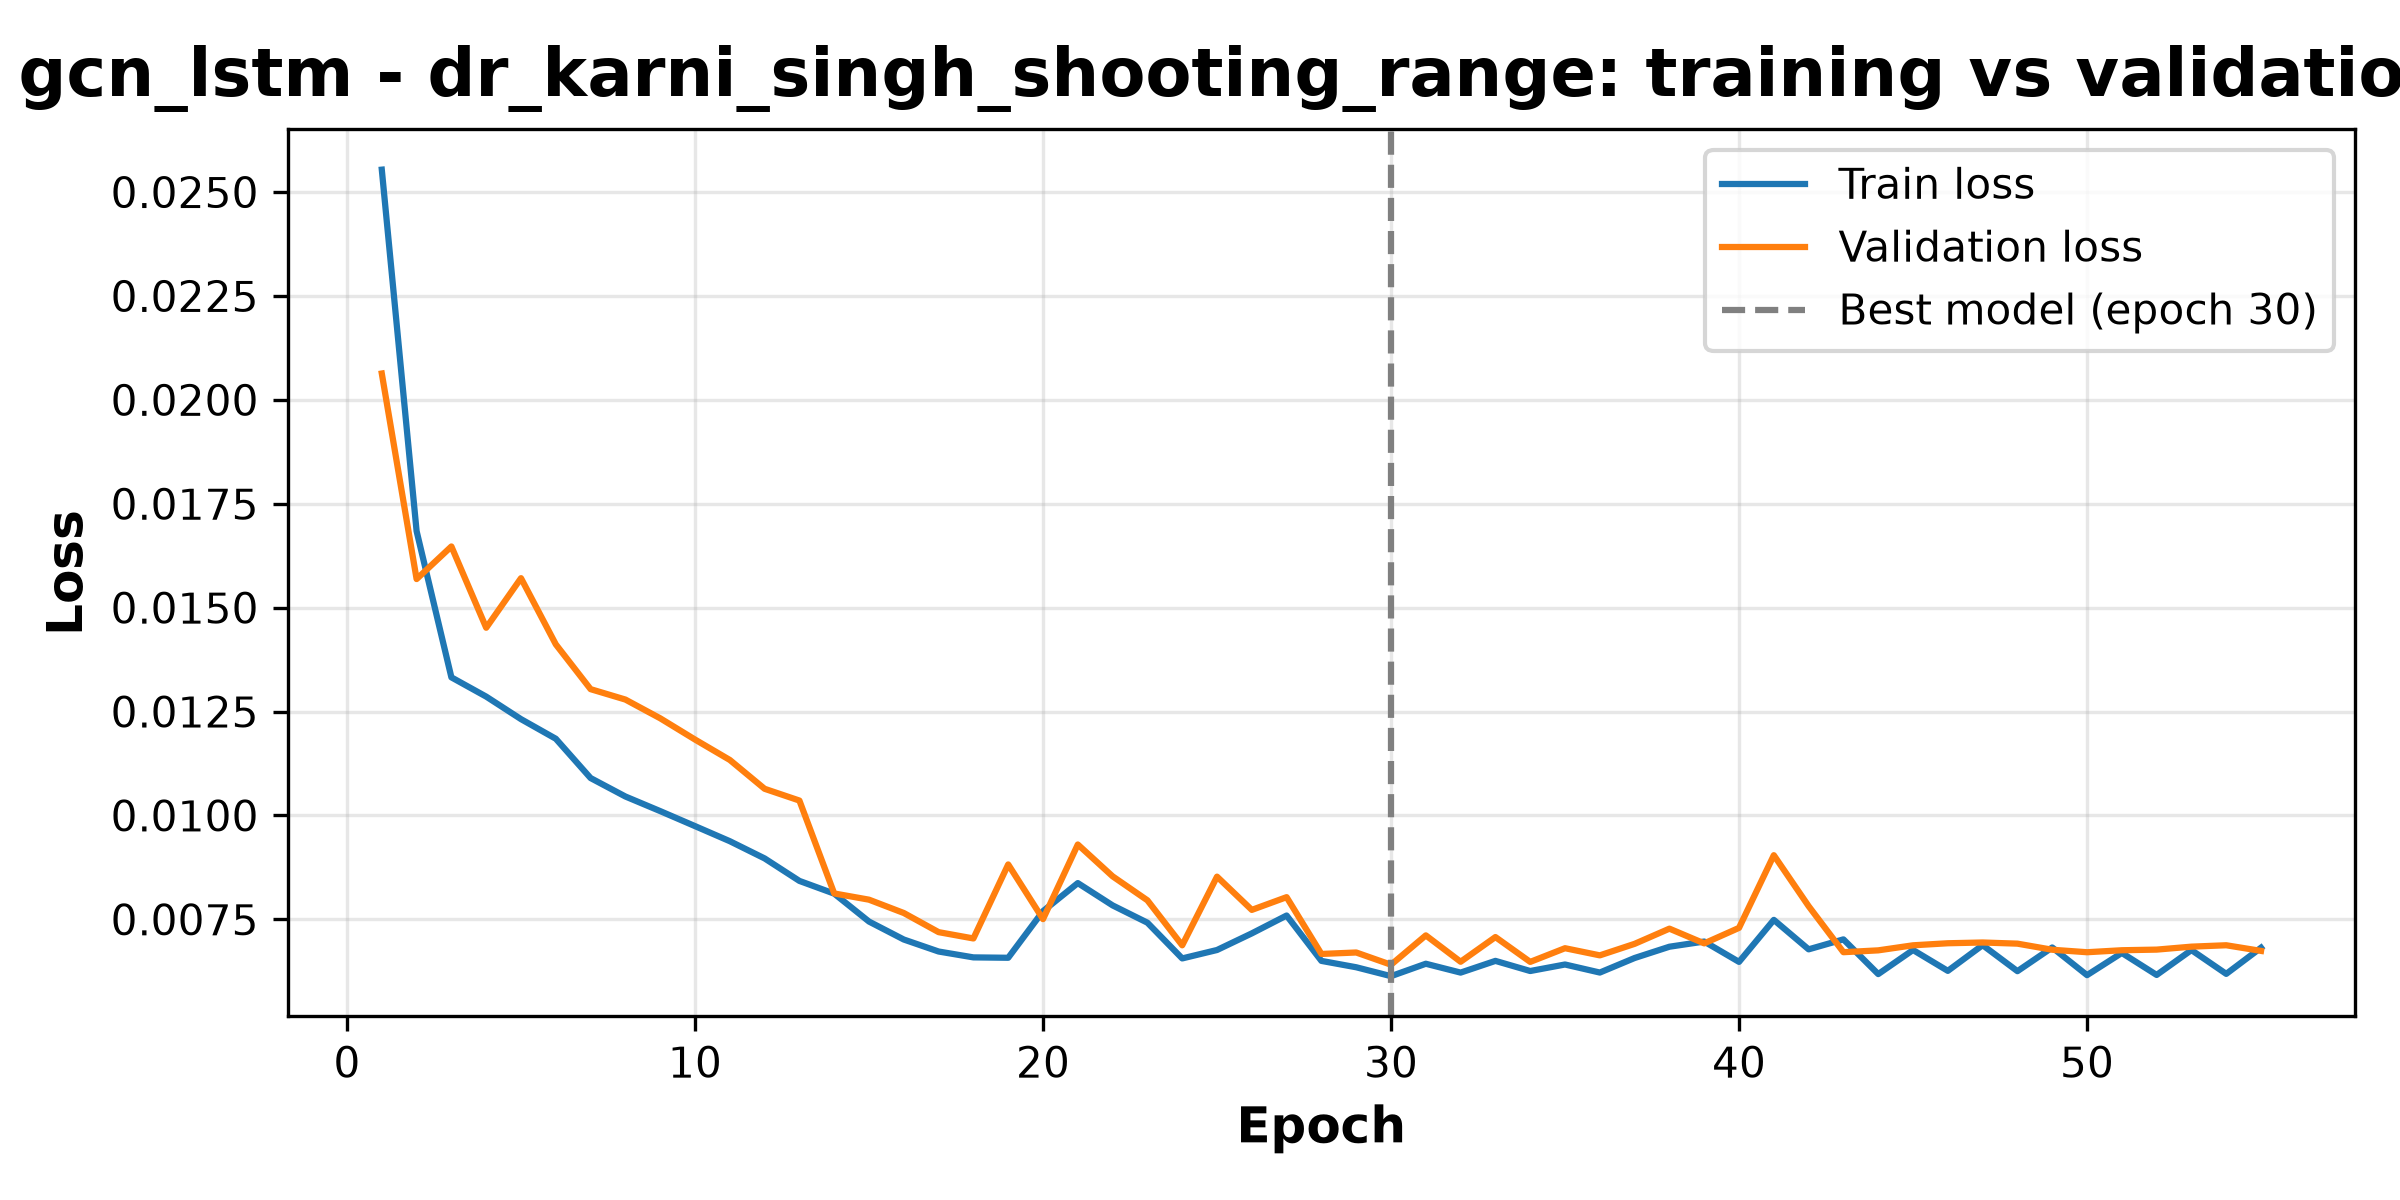 gcn_lstm - dr_karni_singh_shooting_range: training vs validatio
Loss
0.0250
0.0225
0.0200
0.0175
0.0150
0.0125
0.0100
0.0075
Train loss
Validation loss
Best model (epoch 30)
0 10 20 30 40 50
Epoch